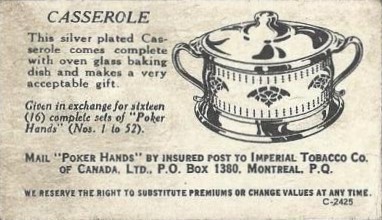 CASSEROLE
This silver plated Cas-
serole comes complete
with oven glass baking
dish and makes a very
acceptable gift.
Given in exchange for sixteen
(16) complete sets of "Poker
Hands" (Nos. 1 to 52).
MAIL "POKER HANDS" BY INSURED POST TO IMPERIAL TOBACCO CO.
OF CANADA, LTD., P.O. BOX 1380, MONTREAL, P.Q.
WE RESERVE THE RIGHT TO SUBSTITUTE PREMIUMS OR CHANGE VALUES AT ANY TIME.
C-2425